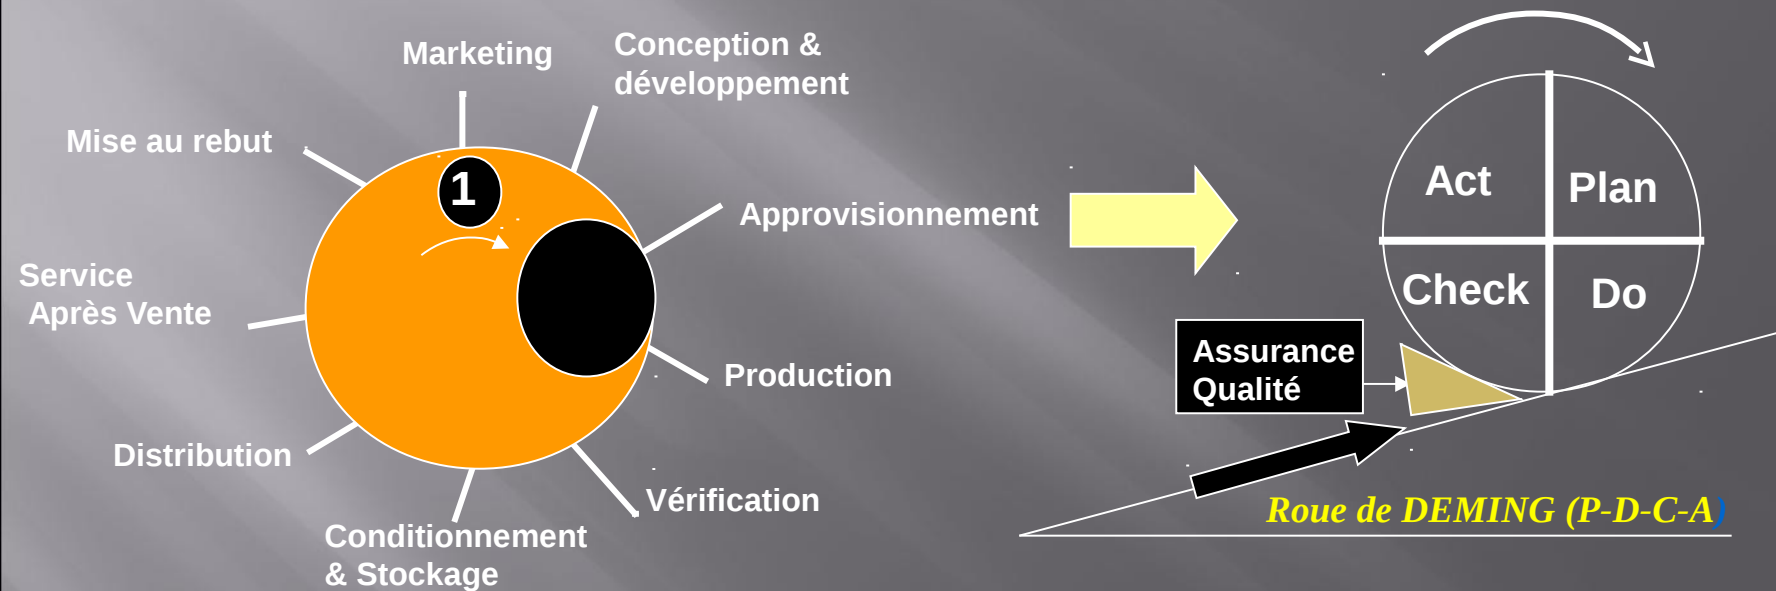 Marketing
Conception &
développement
Mise au rebut
1
Approvisionnement
Service
Après Vente
Production
Distribution
Vérification
Conditionnement
& Stockage
Act
Plan
Check
Do
Assurance
Qualité
Roue de DEMING (P-D-C-A)